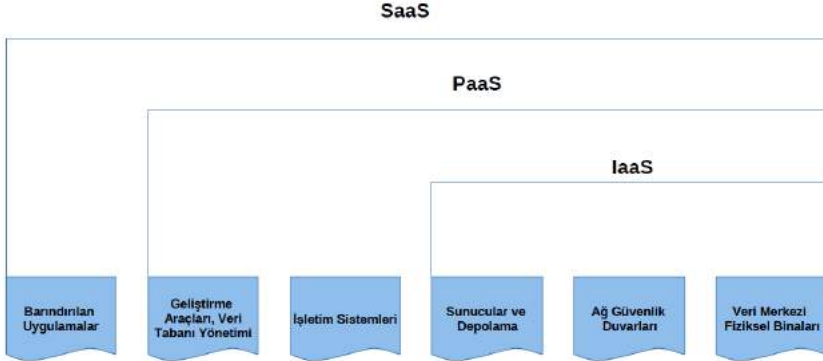 SaaS
PaaS
IaaS
Barındırılan
Uygulamalar
Geliştirme
Araçları, Veri
Tabanı Yönetimi
İşletim Sistemleri
Sunucular ve
Depolama
Ağ Güvenlik
Duvarları
Veri Merkezi
Fiziksel Binaları